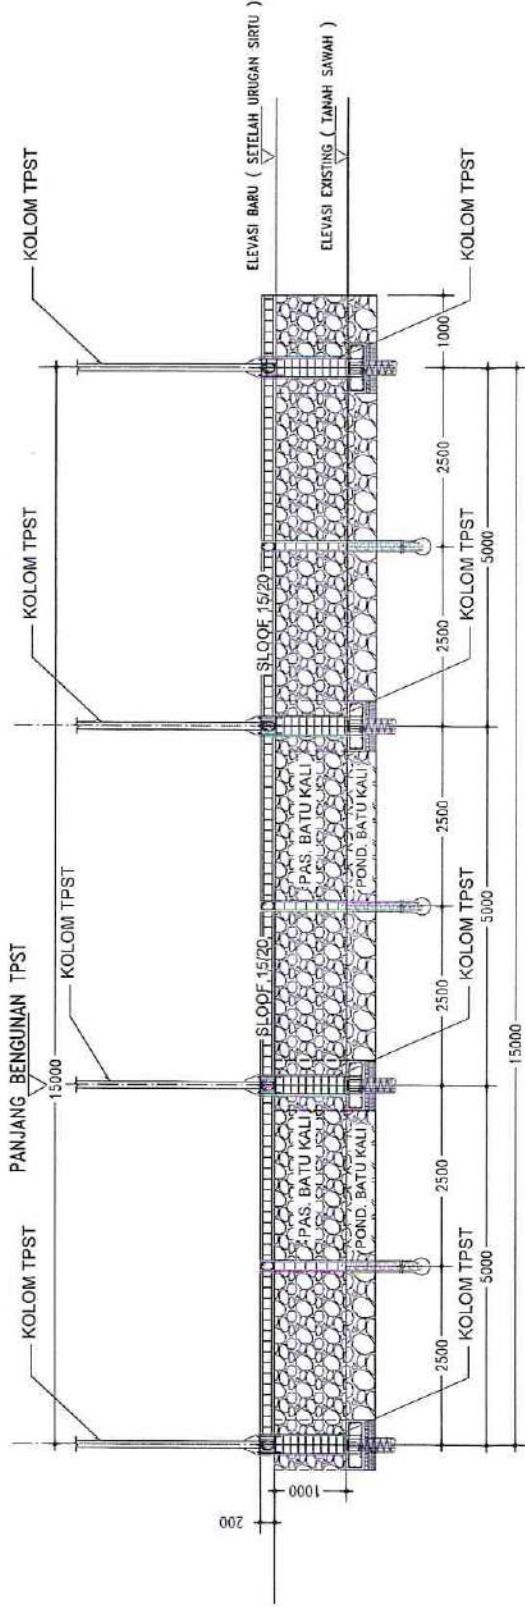 PANJANG BENGUNAN TPST
15000
KOLOM TPST
KOLOM TPST
KOLOM TPST
KOLOM TPST
ELEVASI BARU ( SETELAH URUGAN SIRTU )
ELEVASI EXISTING ( TANAH SAWAH )
200
1000
SLOOF 15/20
SLOOF 15/20
PAS. BATU KALI
PAS. BATU KALI
POND. BATU KALI
POND. BATU KALI
KOLOM TPST
KOLOM TPST
KOLOM TPST
KOLOM TPST
2500
2500
2500
2500
2500
2500
1000
5000
5000
5000
15000